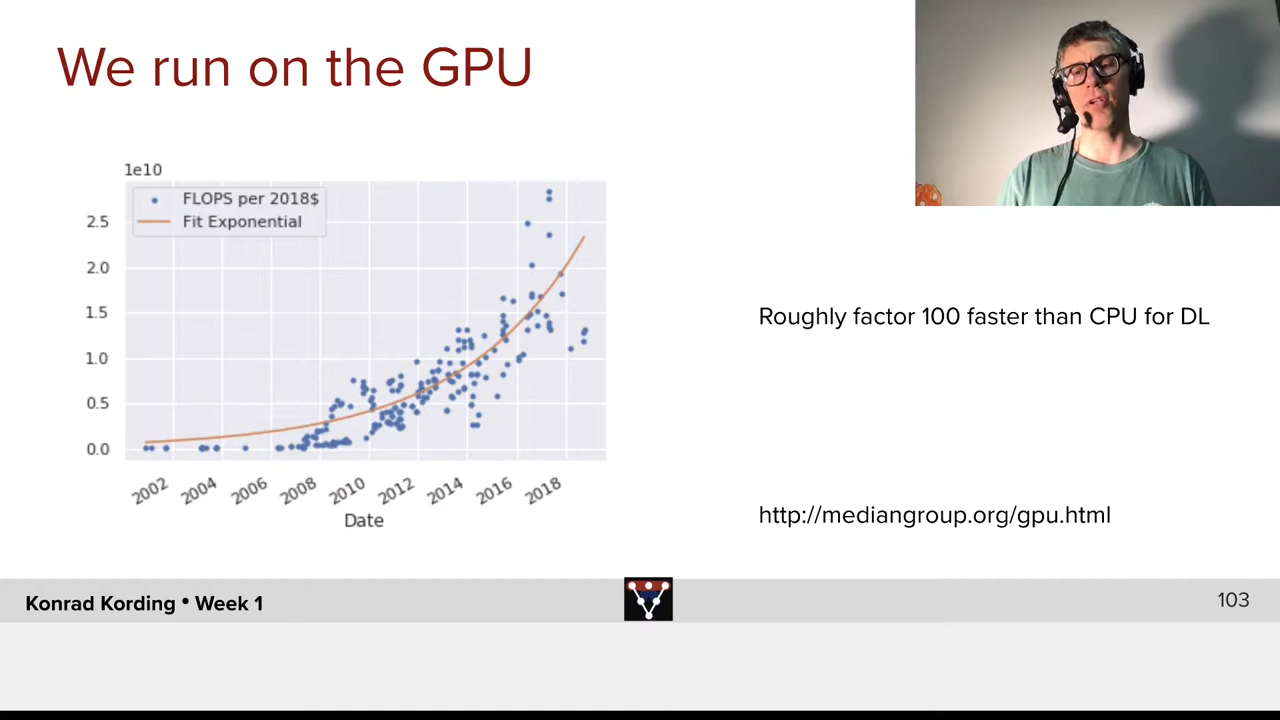 We run on the GPU
1e10
FLOPS per 2018$
Fit Exponential
2.5
2.0
1.5
1.0
0.5
0.0
2002 2004 2006 2008 2010 2012 2014 2016 2018
Date
Roughly factor 100 faster than CPU for DL
http://mediangroup.org/gpu.html
Konrad Kording • Week 1
103